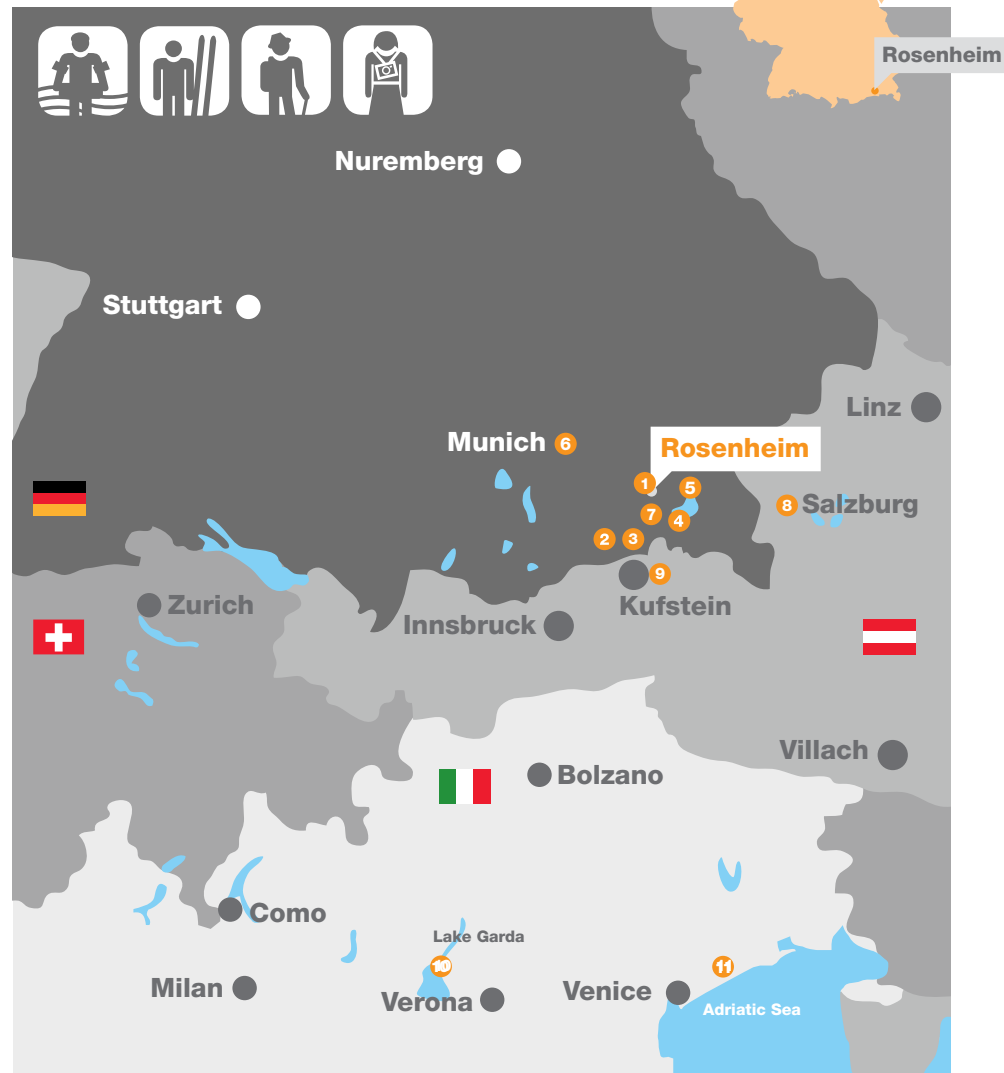 Rosenheim
Nuremberg
Stuttgart
Linz
Munich 6
Rosenheim
1
5
8 Salzburg
7
4
2
3
9
Zurich
Kufstein
Innsbruck
Villach
Bolzano
Como
Lake Garda
10
11
Milan
Verona
Venice
Adriatic Sea